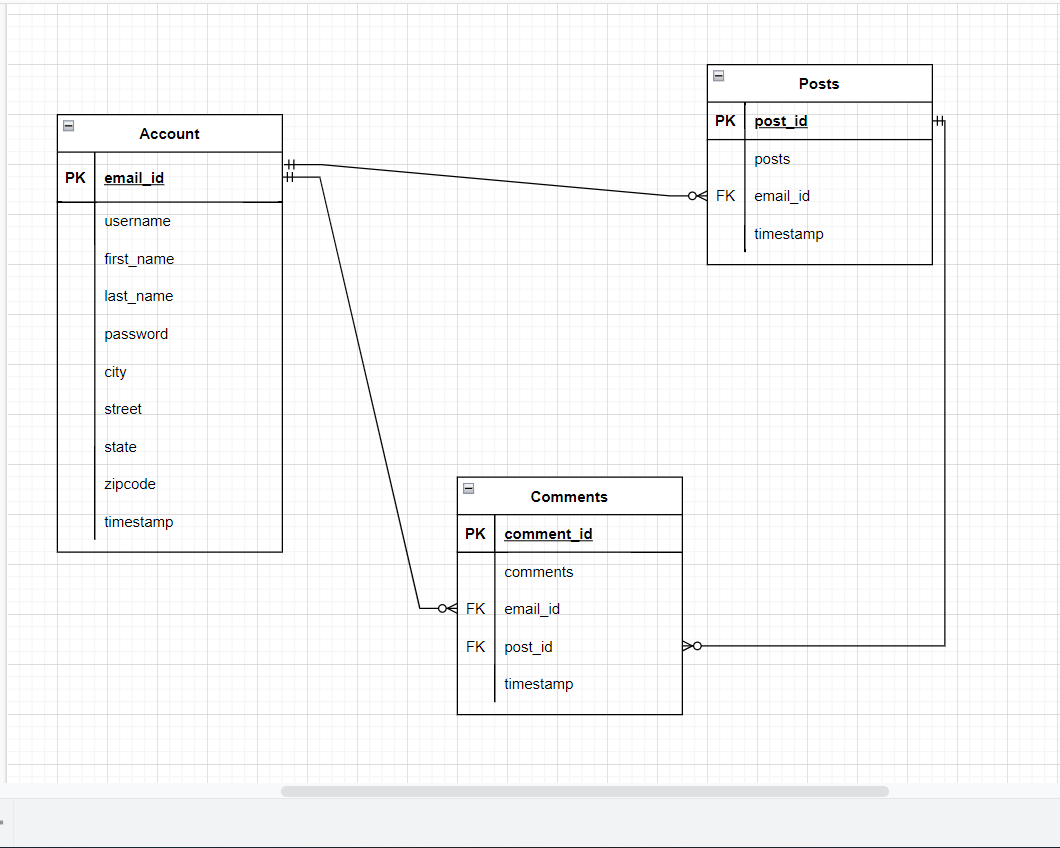 Account
PK email_id
username
first_name
last_name
password
city
street
state
zipcode
timestamp
Posts
PK post_id
posts
FK email_id
timestamp
Comments
PK comment_id
comments
FK email_id
FK post_id
timestamp